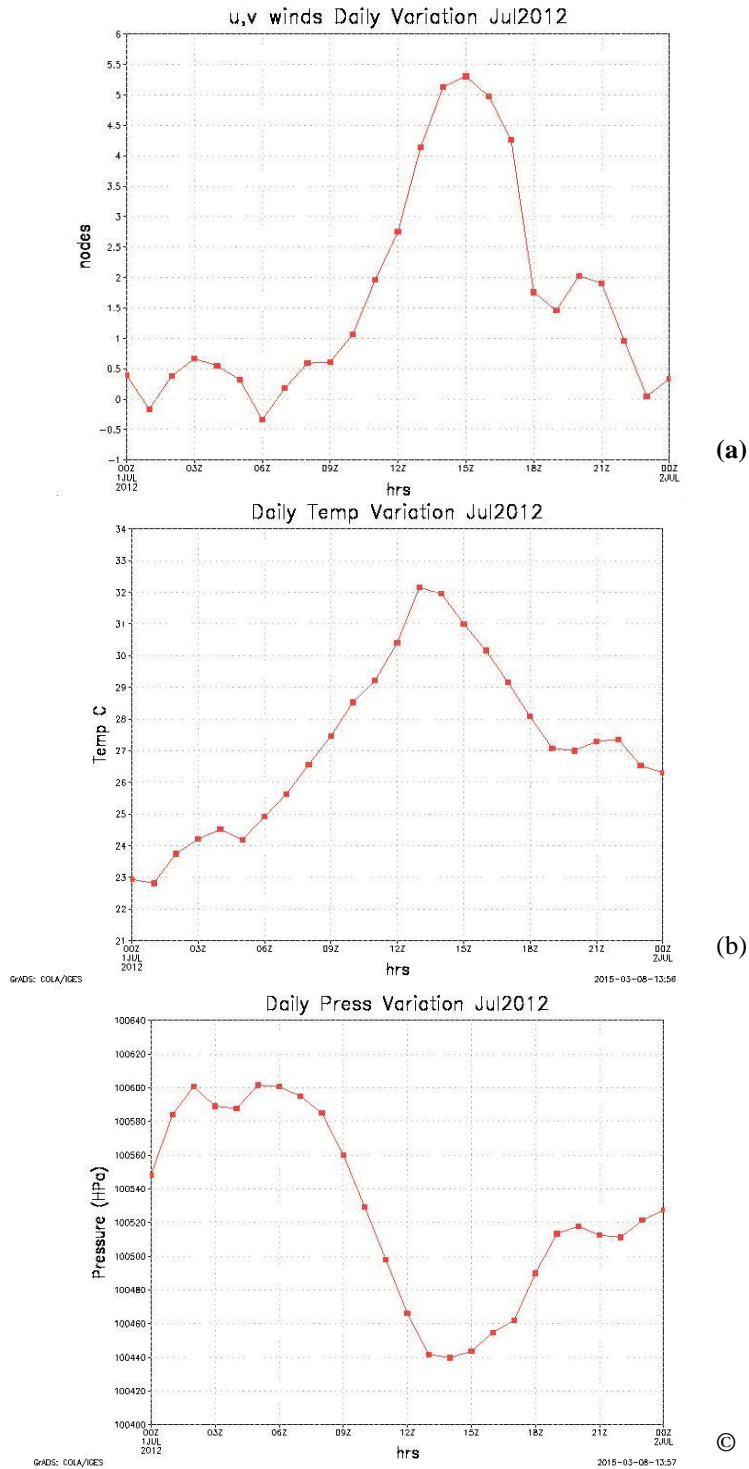 u,v winds Daily Variation Jul2012
6
5.5
5
4.5
4
3.5
3
2.5
2
1.5
1
0.5
0
−0.5
−1
nodes
00Z 03Z 06Z 09Z 12Z 15Z 18Z 21Z 00Z
1JUL 2JUL
2012
hrs
(a)
Daily Temp Variation Jul2012
34
33
32
31
30
29
28
27
26
25
24
23
22
21
Temp C
00Z 03Z 06Z 09Z 12Z 15Z 18Z 21Z 00Z
1JUL 2JUL
2012
hrs
(b)
GrADS: COLA/IGES 2015-03-08-13:56
Daily Press Variation Jul2012
100640
100620
100600
100580
100560
100540
100520
100500
100480
100460
100440
100420
100400
Pressure (HPa)
00Z 03Z 06Z 09Z 12Z 15Z 18Z 21Z 00Z
1JUL 2JUL
2012
hrs
©
GrADS: COLA/IGES 2015-03-08-13:57